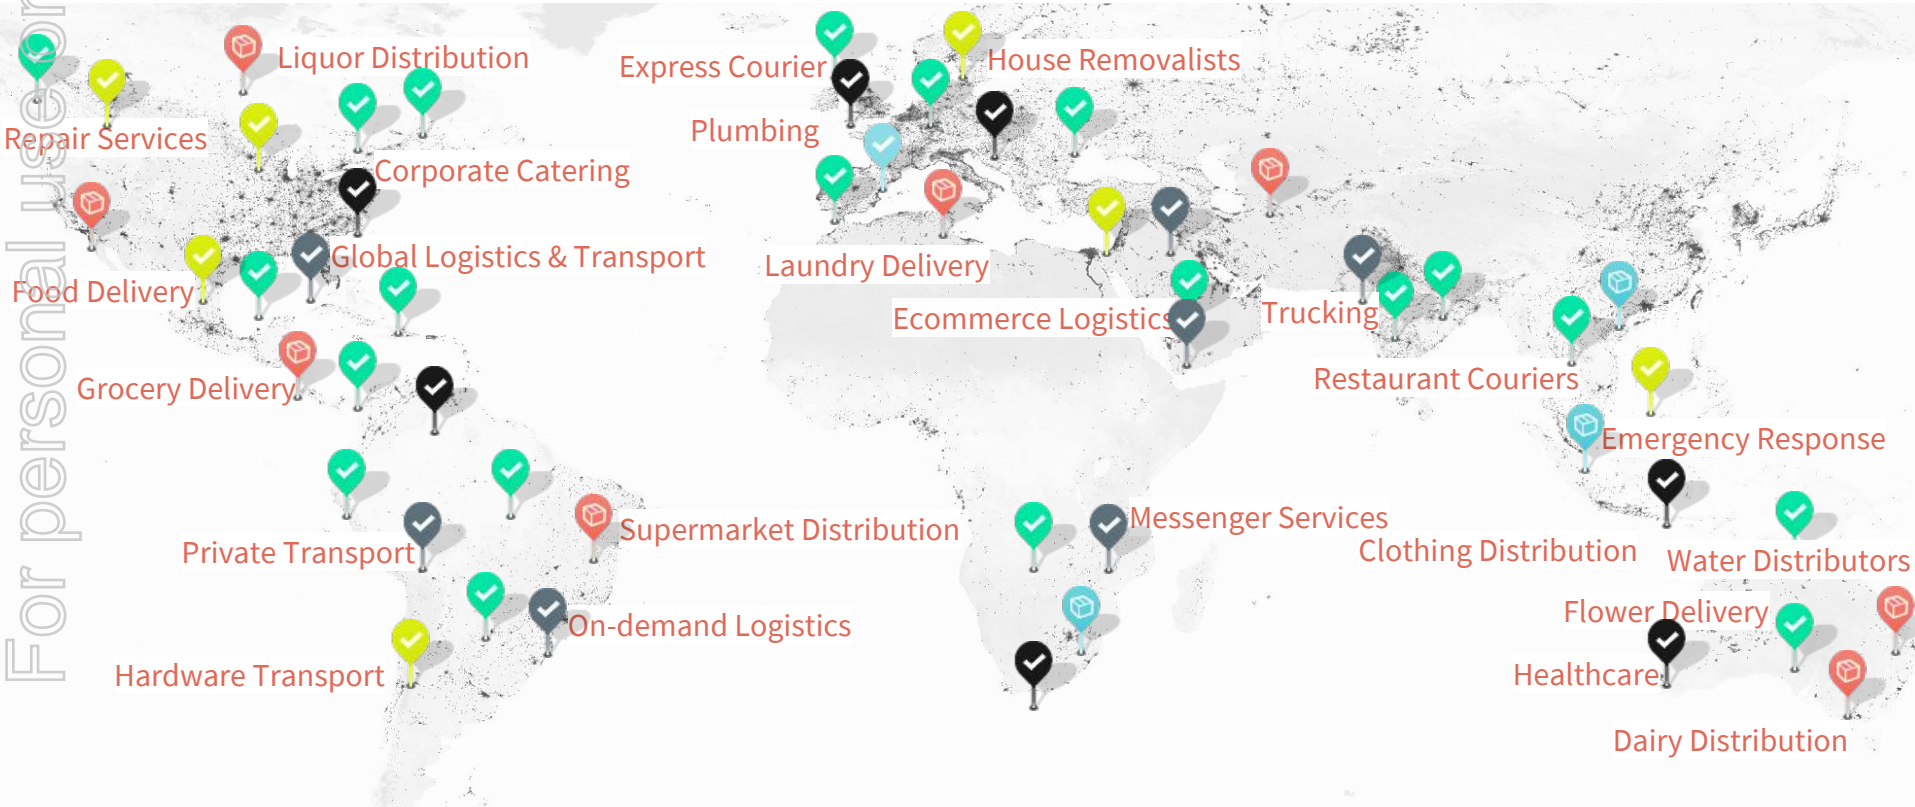 For personal use on
Liquor Distribution
Express Courier
House Removalists
Repair Services
Plumbing
Corporate Catering
Global Logistics & Transport
Laundry Delivery
Food Delivery
Ecommerce Logistics
Trucking
Grocery Delivery
Restaurant Couriers
Emergency Response
Messenger Services
Supermarket Distribution
Private Transport
Clothing Distribution
Water Distributors
Flower Delivery
On-demand Logistics
Hardware Transport
Healthcare
Dairy Distribution